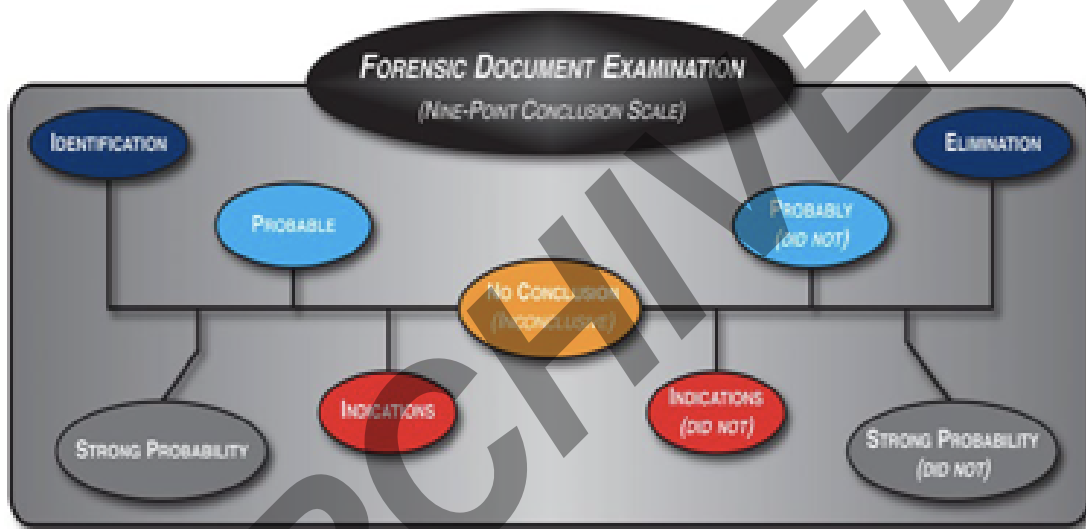 FORENSIC DOCUMENT EXAMINATION
(NINE-POINT CONCLUSION SCALE)
IDENTIFICATION
ELIMINATION
PROBABLE
PROBABLY
(DID NOT)
NO CONCLUSION
(INCONCLUSIVE)
INDICATIONS
INDICATIONS
(DID NOT)
STRONG PROBABILITY
STRONG PROBABILITY
(DID NOT)
ARCHIVED